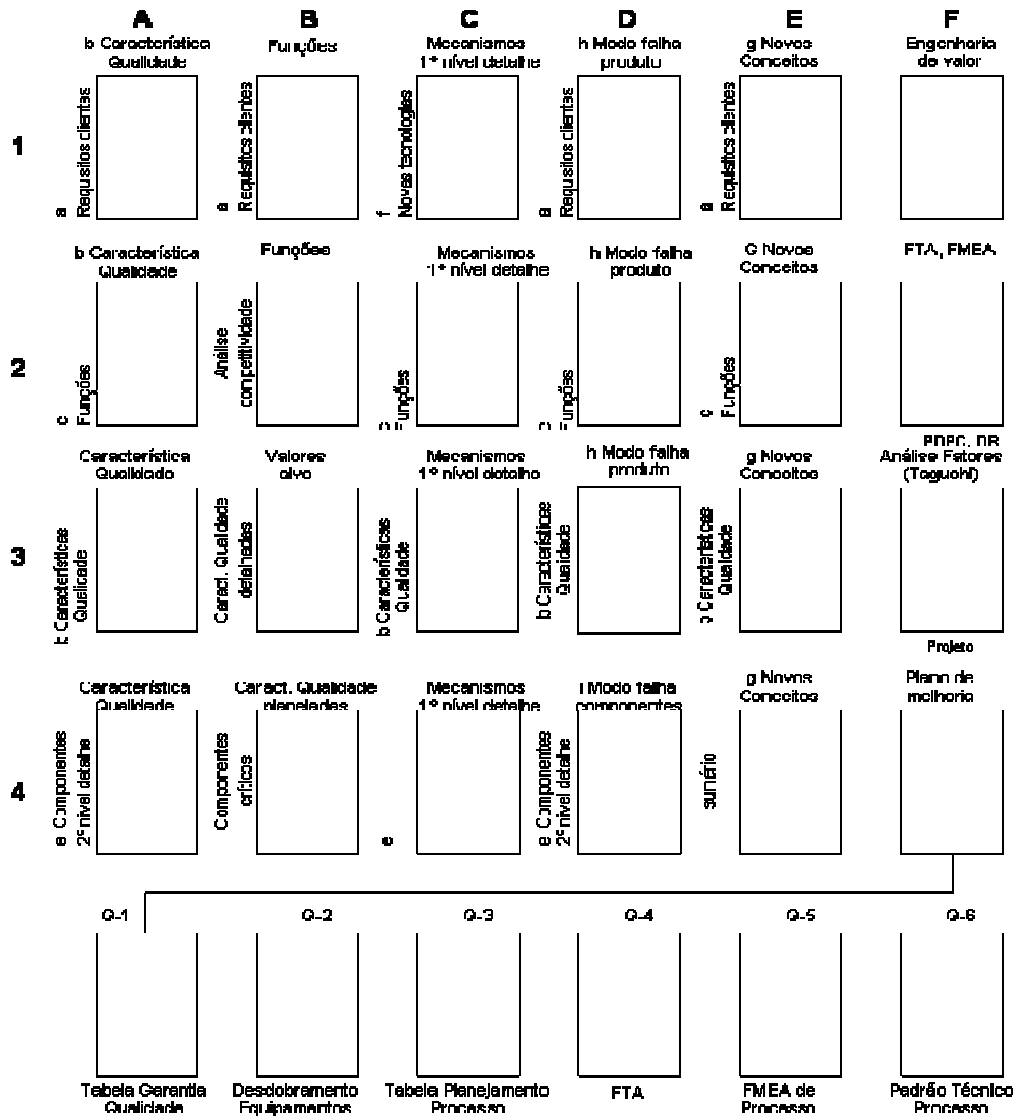 A B C D E F
b Característica Qualidade
Funções
Mecanismos 1º nível detalhe
h Modo falha produto
g Novos Conceitos
Engenharia de valor
1
a Requisitos clientes
a Requisitos clientes
f Novas tecnologias
a Requisitos clientes
a Requisitos clientes
b Característica Qualidade
Funções
Mecanismos 1º nível detalhe
h Modo falha produto
G Novos Conceitos
FTA, FMEA
2
c Funções
Análise competitividade
c Funções
c Funções
c Funções
PDPC, DR
Característica Qualidade
Valores alvo
Mecanismos 1º nível detalhe
h Modo falha produto
g Novos Conceitos
Análise Fatores (Taguchi)
3
b Características Qualidade
Caract. Qualidade detalhadas
b Características Qualidade
b Características Qualidade
b Características Qualidade
Projeto
Característica Qualidade
Caract. Qualidade planejadas
Mecanismos 1º nível detalhe
i Modo falha componentes
g Novos Conceitos
Plano de melhoria
4
e Componentes 2º nível detalhe
Componentes críticos
e
e Componentes 2º nível detalhe
sumário
Q-1 Q-2 Q-3 Q-4 Q-5 Q-6
Tabela Garantia Qualidade
Desdobramento Equipamentos
Tabela Planejamento Processo
FTA
FMEA de Processo
Padrão Técnico Processo